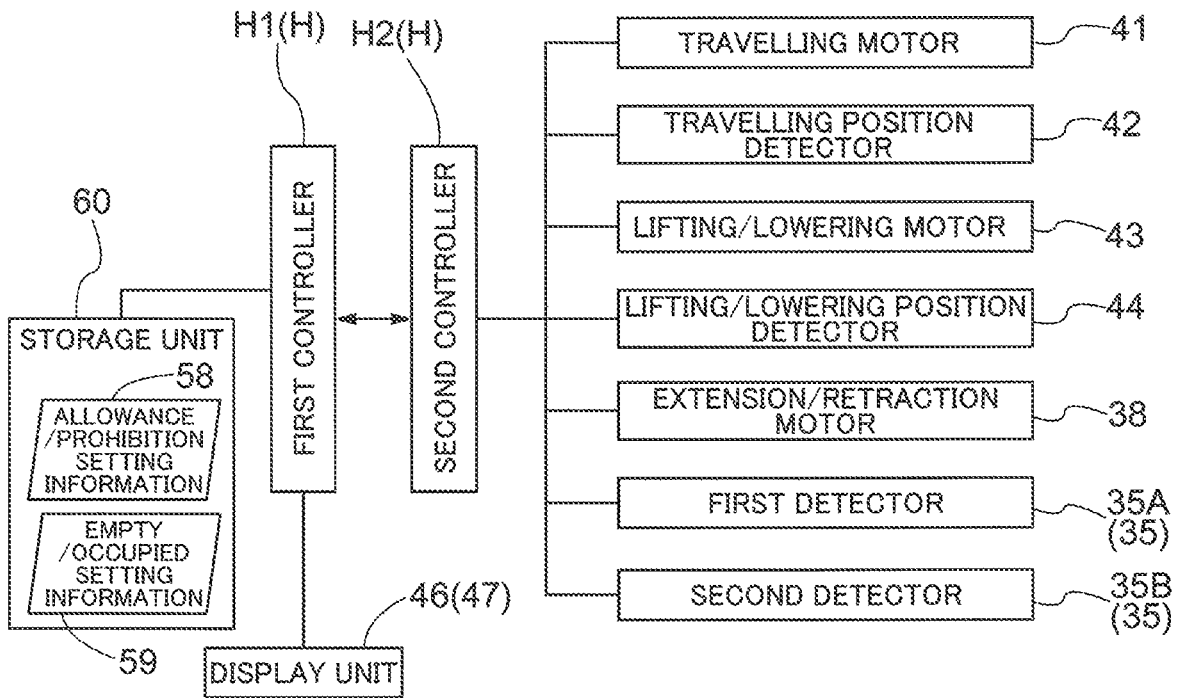 H1(H)
H2(H)
60
STORAGE UNIT
58
ALLOWANCE
/PROHIBITION
SETTING
INFORMATION
EMPTY
/OCCUPIED
SETTING
INFORMATION
59
FIRST CONTROLLER
SECOND CONTROLLER
46(47)
DISPLAY UNIT
TRAVELLING MOTOR
41
TRAVELLING POSITION
DETECTOR
42
LIFTING/LOWERING MOTOR
43
LIFTING/LOWERING POSITION
DETECTOR
44
EXTENSION/RETRACTION
MOTOR
38
FIRST DETECTOR
35A
(35)
SECOND DETECTOR
35B
(35)